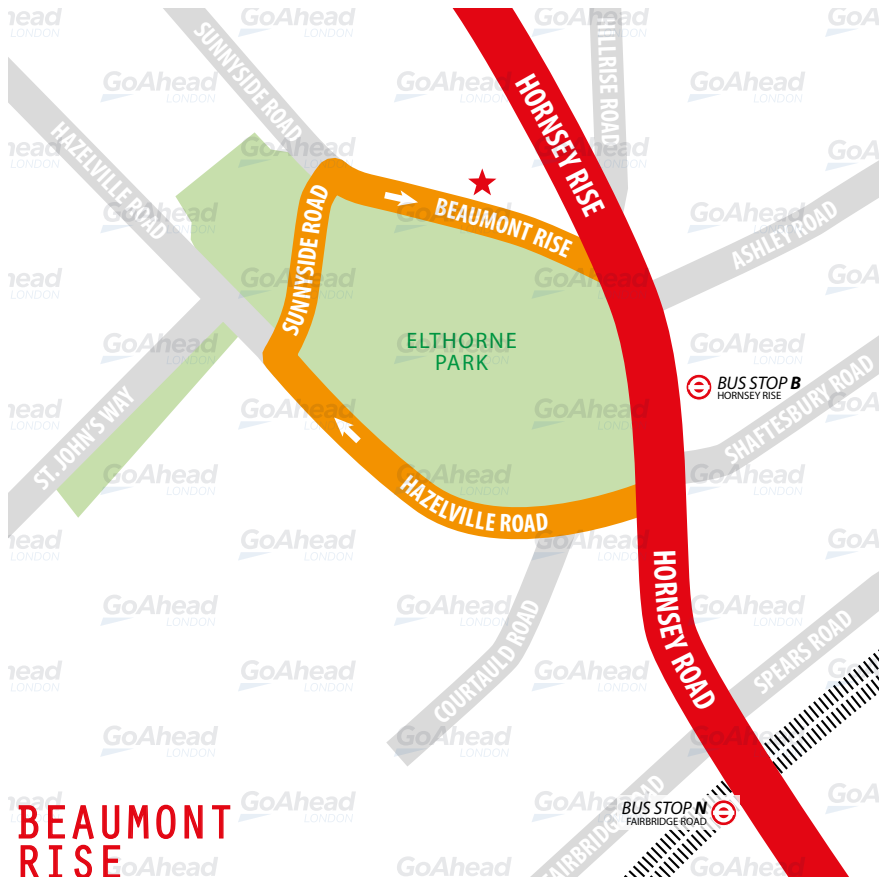 SUNNYSIDE ROAD
HAZELVILLE ROAD
HORNSEY RISE
HILLRISE ROAD
BEAUMONT RISE
SUNNYSIDE ROAD
ASHLEY ROAD
ELTHORNE
PARK
BUS STOP B
HORNSEY RISE
ST. JOHN'S WAY
SHAFTESBURY ROAD
HAZELVILLE ROAD
HORNSEY ROAD
COURTAULD ROAD
SPEARS ROAD
BUS STOP N
FAIRBRIDGE ROAD
FAIRBRIDGE ROAD
BEAUMONT
RISE
GoAhead
LONDON